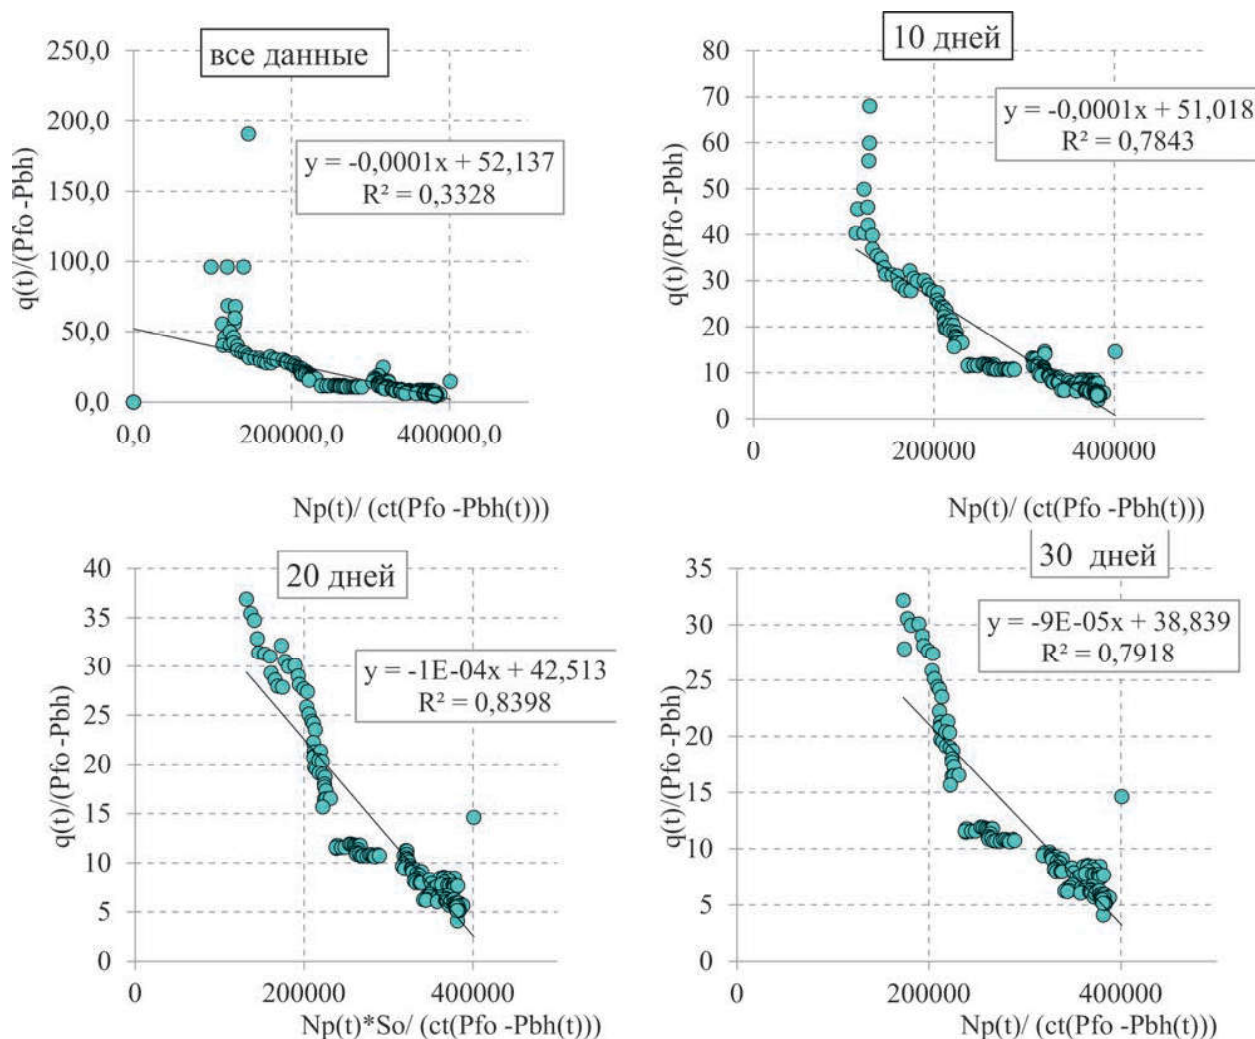 все данные
250,0
200,0
150,0
100,0
50,0
0,0
q(t)/(Pfo -Pbh)
y = -0,0001x + 52,137
R² = 0,3328
0,0
200000,0
400000,0
Np(t)/ (ct(Pfo -Pbh(t)))
10 дней
80
70
60
50
40
30
20
10
0
q(t)/(Pfo -Pbh)
y = -0,0001x + 51,018
R² = 0,7843
0
200000
400000
Np(t)/ (ct(Pfo -Pbh(t)))
20 дней
40
35
30
25
20
15
10
5
0
q(t)/(Pfo -Pbh)
y = -1E-04x + 42,513
R² = 0,8398
0
200000
400000
Np(t)*So/ (ct(Pfo -Pbh(t)))
30 дней
35
30
25
20
15
10
5
0
q(t)/(Pfo -Pbh)
y = -9E-05x + 38,839
R² = 0,7918
0
200000
400000
Np(t)/ (ct(Pfo -Pbh(t)))